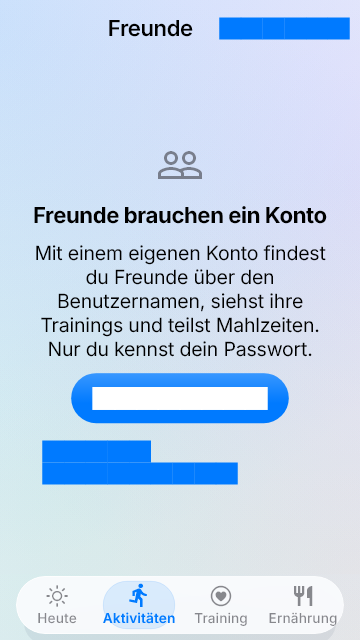 Freunde
Freunde brauchen ein Konto
Mit einem eigenen Konto findest
du Freunde über den
Benutzernamen, siehst ihre
Trainings und teilst Mahlzeiten.
Nur du kennst dein Passwort.
Heute
Aktivitäten
Training
Ernährung